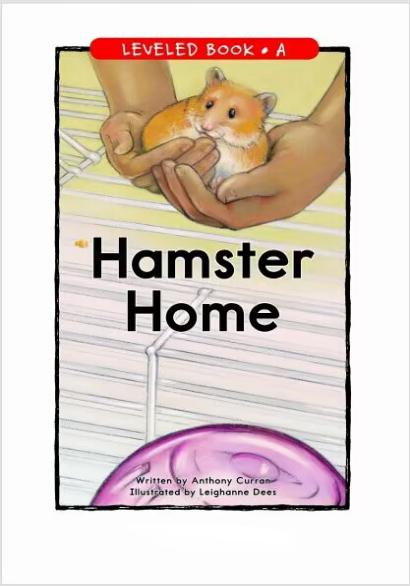 LEVELED BOOK • A
Hamster
Home
Written by Anthony Curran
Illustrated by Leighanne Dees